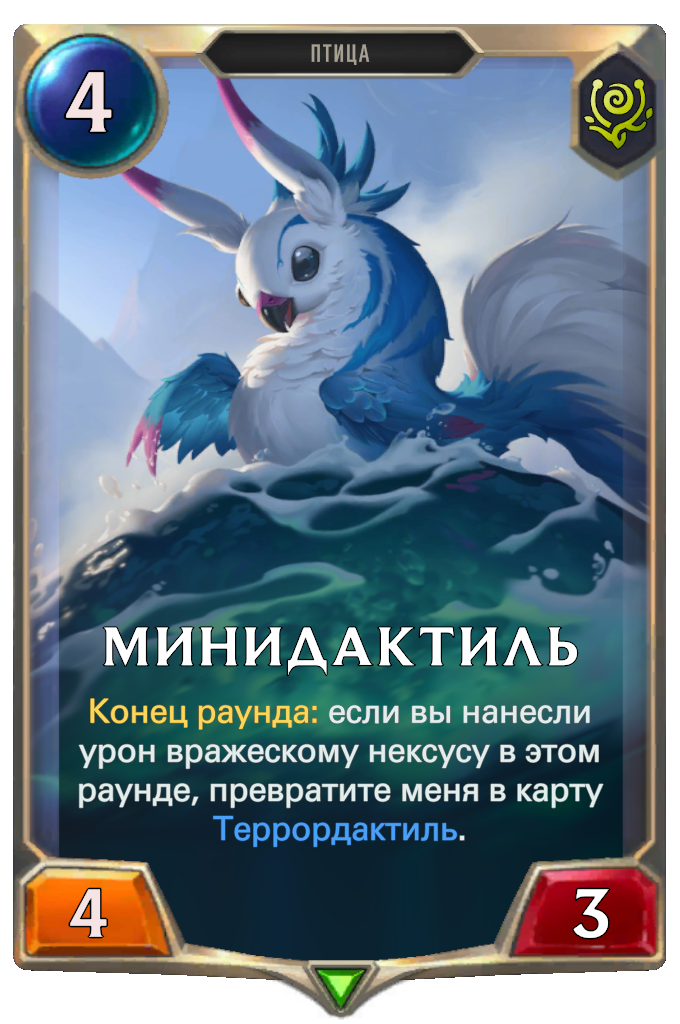 ПТИЦА
4
МИНИДАКТИЛЬ
Конец раунда: если вы нанесли
урон вражескому нексусу в этом
раунде, превратите меня в карту
Террордактиль.
4
3